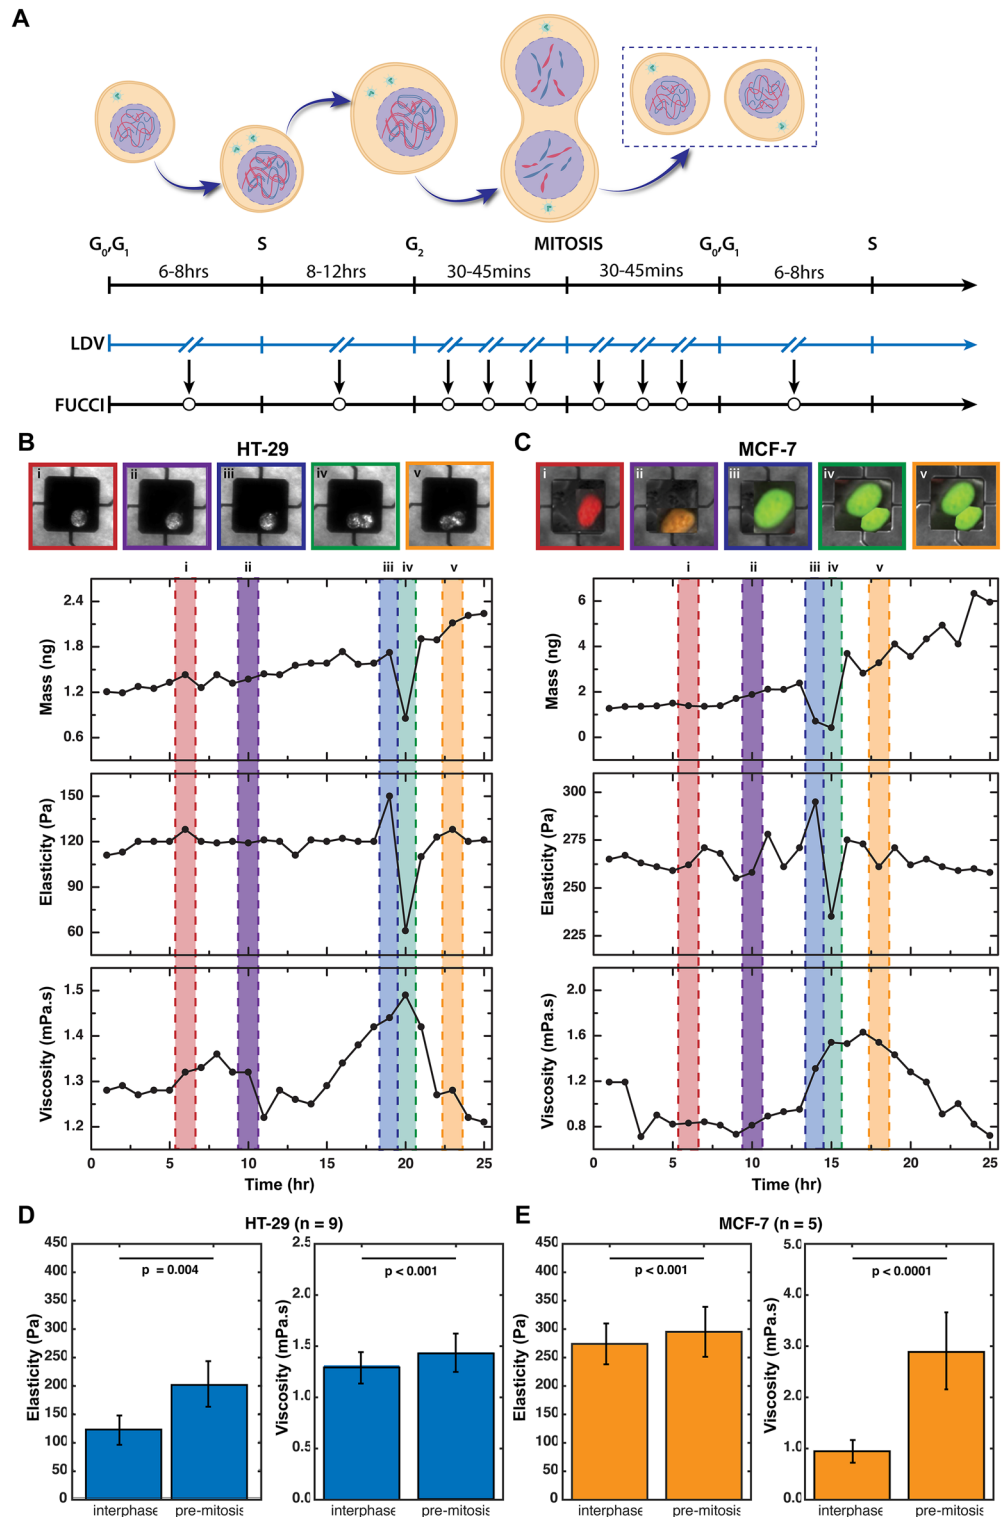 A
G0,G1 S G2 MITOSIS G0,G1 S
6-8hrs 8-12hrs 30-45mins 30-45mins 6-8hrs
LDV
FUCCI
B HT-29
i ii iii iv v
i ii iii iv v
Mass (ng)
2.4
1.8
1.2
0.6
Elasticity (Pa)
150
120
90
60
Viscosity (mPa.s)
1.5
1.4
1.3
1.2
0 5 10 15 20 25
Time (hr)
C MCF-7
i ii iii iv v
i ii iii iv v
Mass (ng)
6
4
2
0
Elasticity (Pa)
300
275
250
225
Viscosity (mPa.s)
2.0
1.6
1.2
0.8
0 5 10 15 20 25
Time (hr)
D HT-29 (n = 9)
Elasticity (Pa)
450
400
350
300
250
200
150
100
50
0
p = 0.004
interphase pre-mitosis
Viscosity (mPa.s)
2.5
2.0
1.5
1.0
0.5
0.0
p < 0.001
interphase pre-mitosis
E MCF-7 (n = 5)
Elasticity (Pa)
450
400
350
300
250
200
150
100
50
0
p < 0.001
interphase pre-mitosis
Viscosity (mPa.s)
5.0
4.0
3.0
2.0
1.0
0.0
p < 0.0001
interphase pre-mitosis